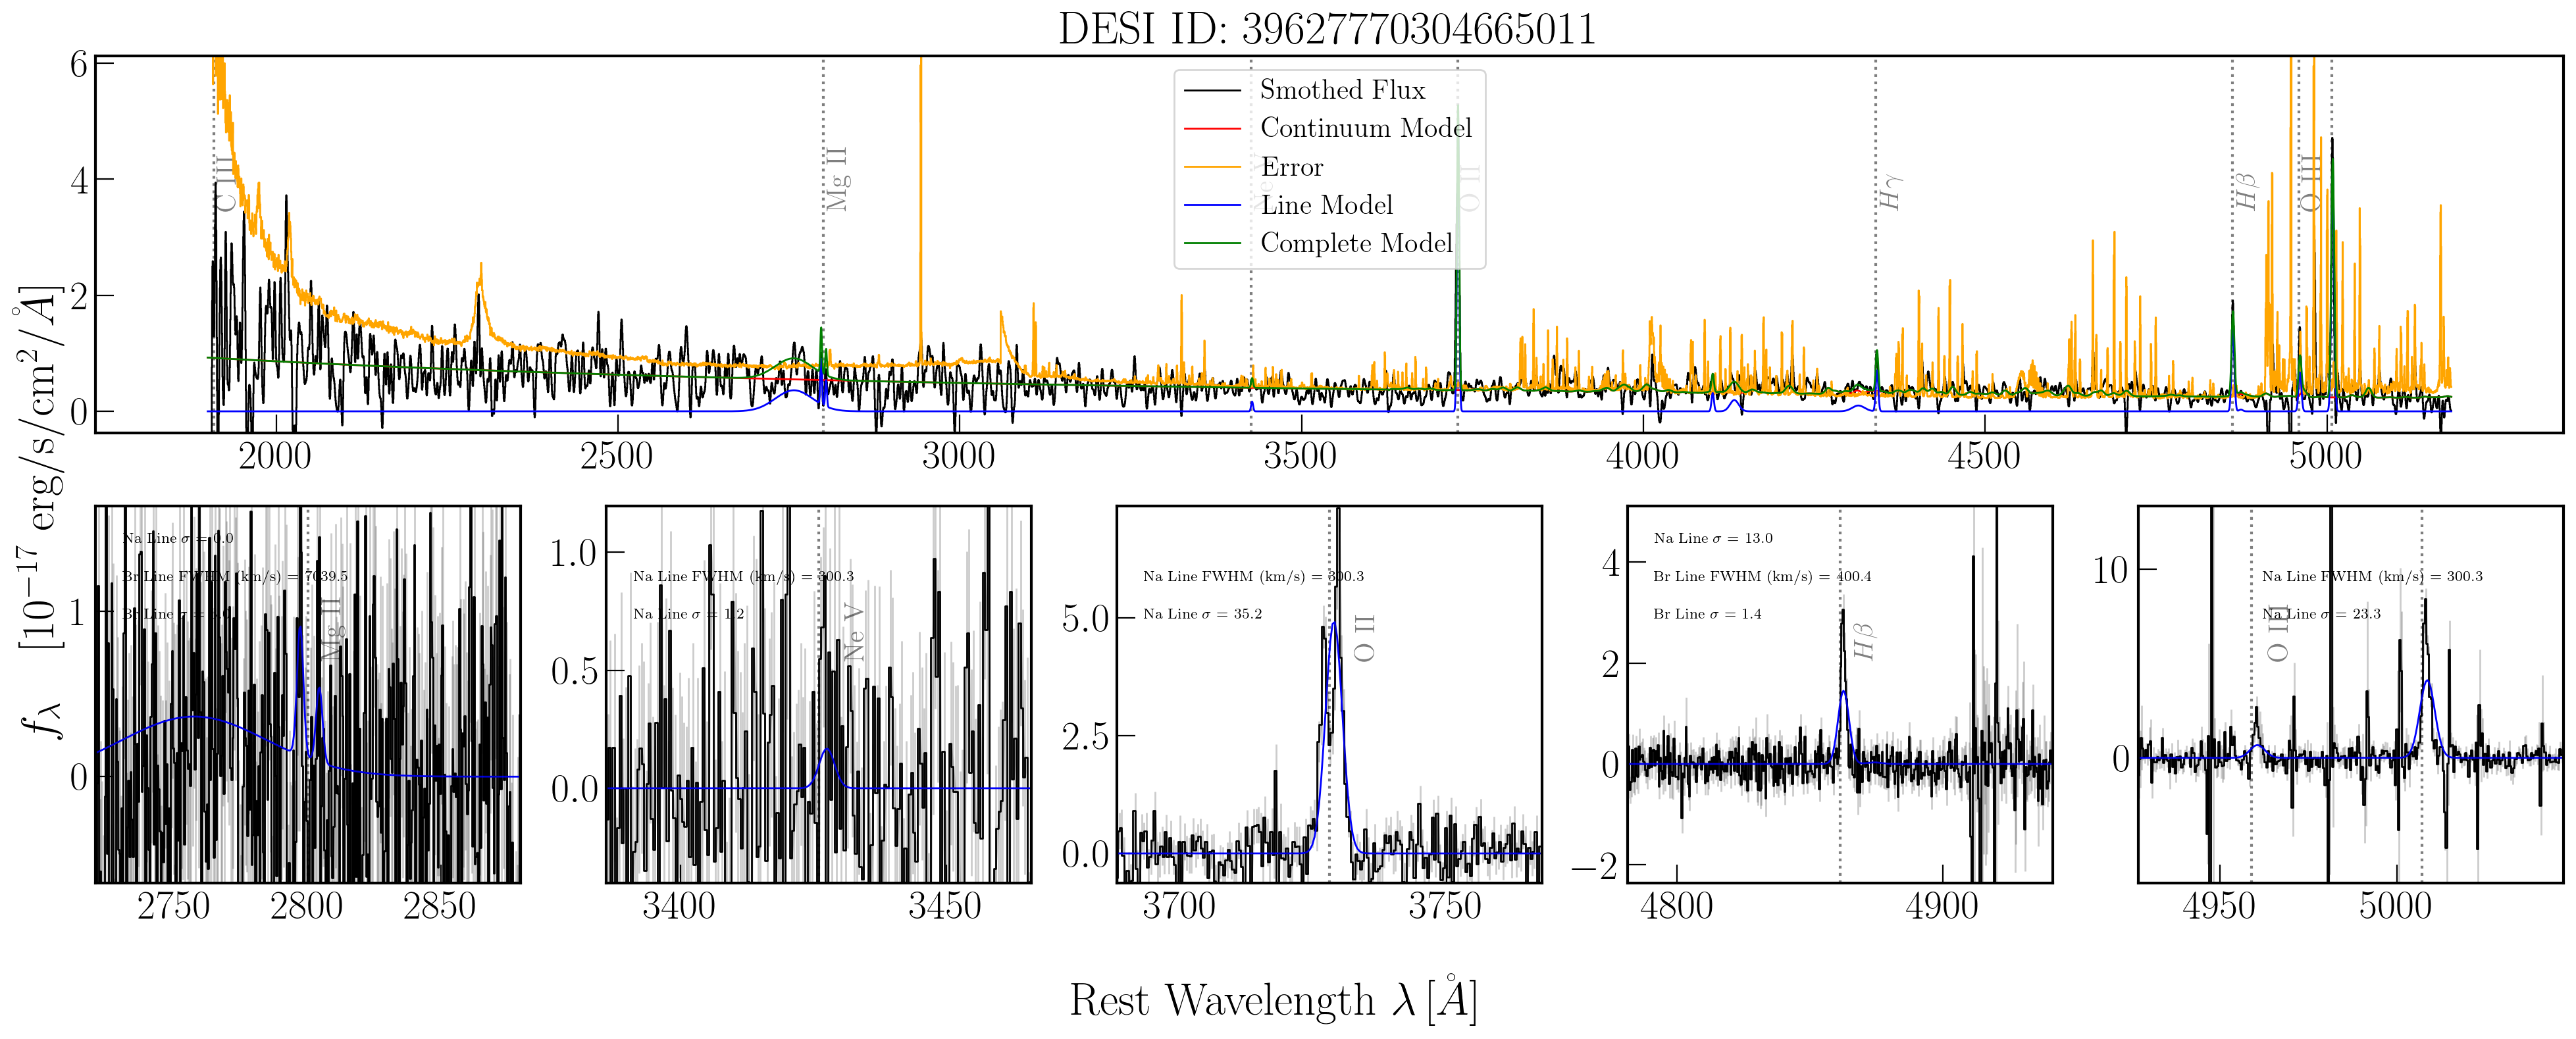 DESI ID: 39627770304665011
6
4
2
0
C III
Mg II
O II
Hγ
Hβ
O III
Smothed Flux
Continuum Model
Error
Line Model
Complete Model
2000
2500
3000
3500
4000
4500
5000
f_λ [10^{-17} erg/s/cm^2/Å]
Na Line σ = 0.0
Br Line FWHM (km/s) = 7039.5
Mg II
1
0
2750
2800
2850
Na Line FWHM (km/s) = 300.3
Na Line σ = 1.2
Ne V
1.0
0.5
0.0
3400
3450
Na Line FWHM (km/s) = 300.3
Na Line σ = 35.2
O II
5.0
2.5
0.0
3700
3750
Na Line σ = 13.0
Br Line FWHM (km/s) = 400.4
Br Line σ = 1.4
Hβ
4
2
0
−2
4800
4900
Na Line FWHM (km/s) = 300.3
Na Line σ = 23.3
O III
10
0
4950
5000
Rest Wavelength λ [Å]